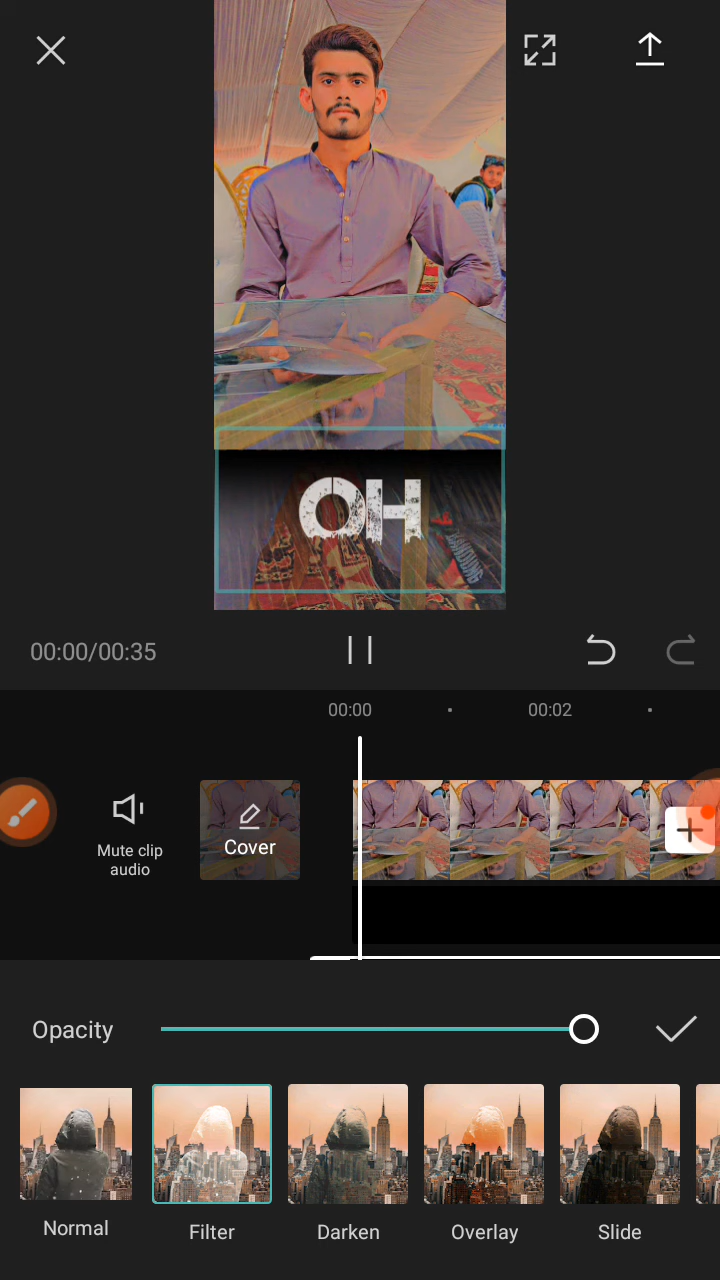 OH
00:00/00:35
00:00
00:02
Mute clip
audio
Cover
Opacity
Normal
Filter
Darken
Overlay
Slide